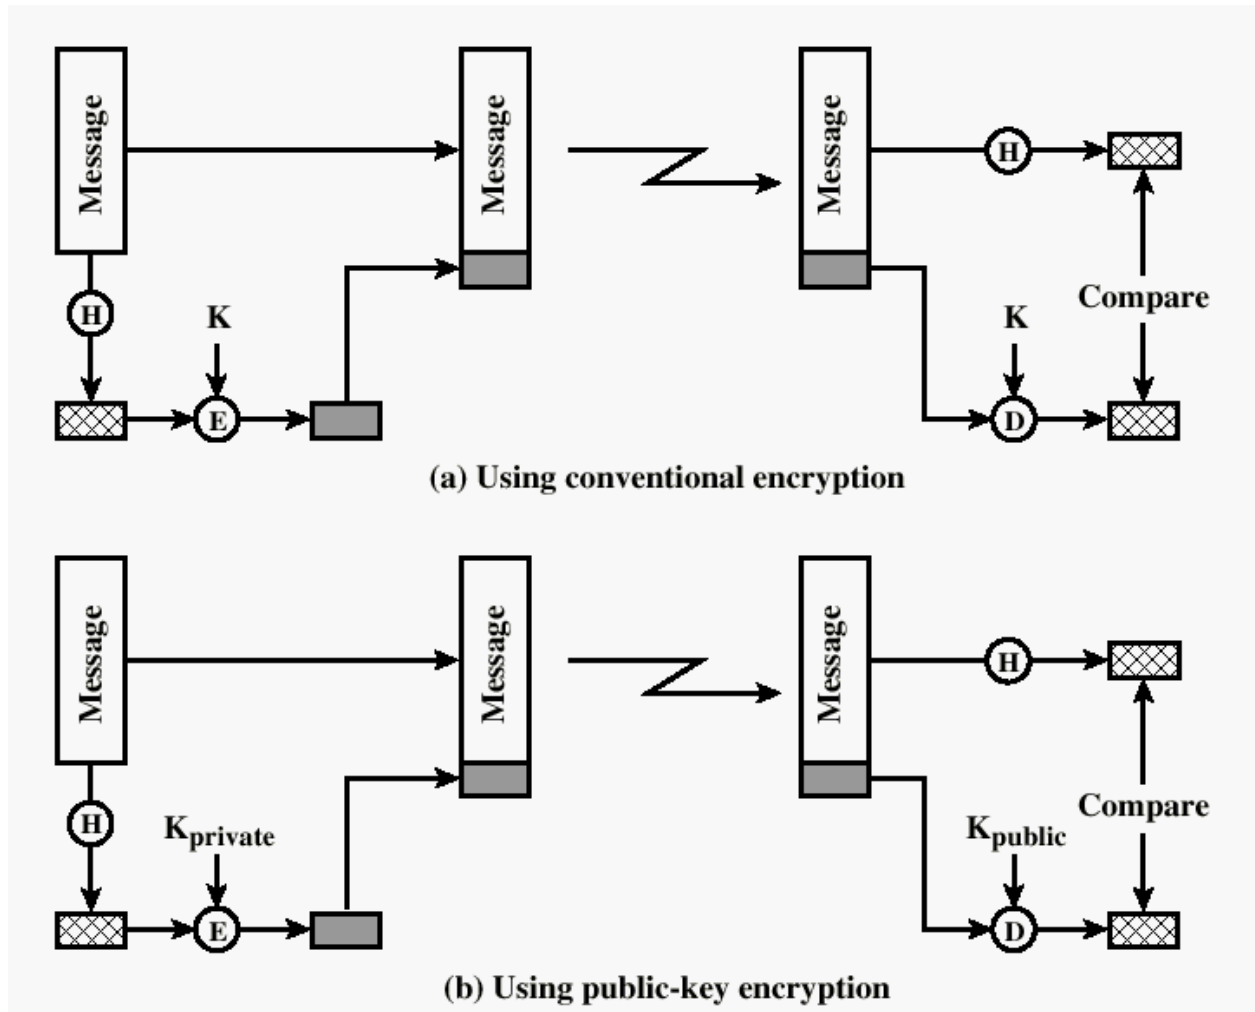 Message
Message
Message
H
H
K
K
Compare
E
D
(a) Using conventional encryption
Message
Message
Message
H
H
Kprivate
Kpublic
Compare
E
D
(b) Using public-key encryption